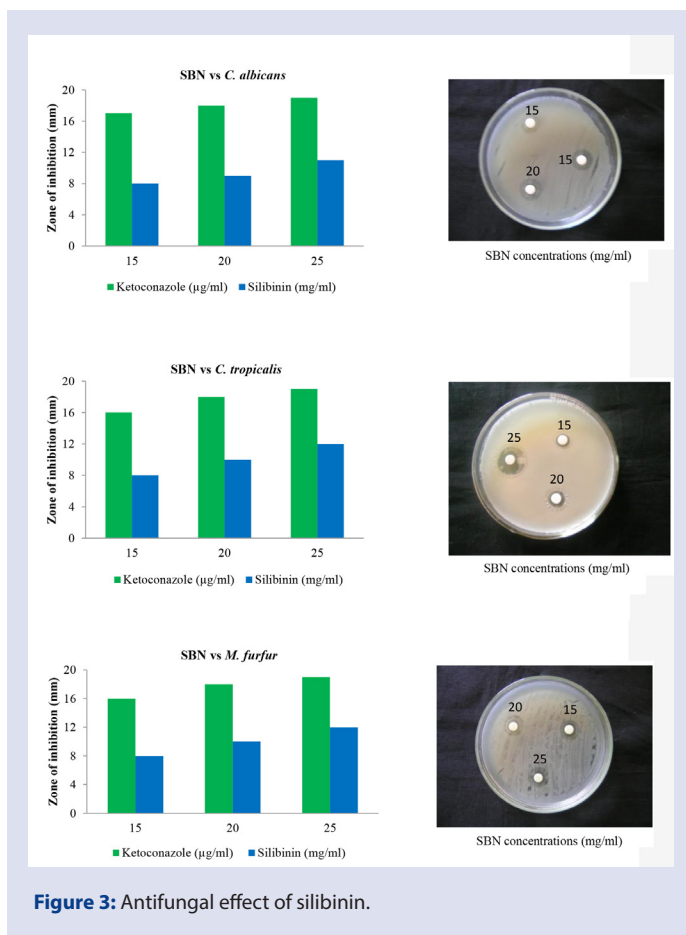 SBN vs C. albicans
Zone of inhibition (mm)
20
16
12
8
4
0
15
20
25
Ketoconazole (µg/ml)
Silibinin (mg/ml)
15
15
20
SBN concentrations (mg/ml)
SBN vs C. tropicalis
Zone of inhibition (mm)
20
16
12
8
4
0
15
20
25
Ketoconazole (µg/ml)
Silibinin (mg/ml)
25
15
20
SBN concentrations (mg/ml)
SBN vs M. furfur
Zone of inhibition (mm)
20
16
12
8
4
0
15
20
25
Ketoconazole (µg/ml)
Silibinin (mg/ml)
20
15
25
SBN concentrations (mg/ml)
Figure 3: Antifungal effect of silibinin.